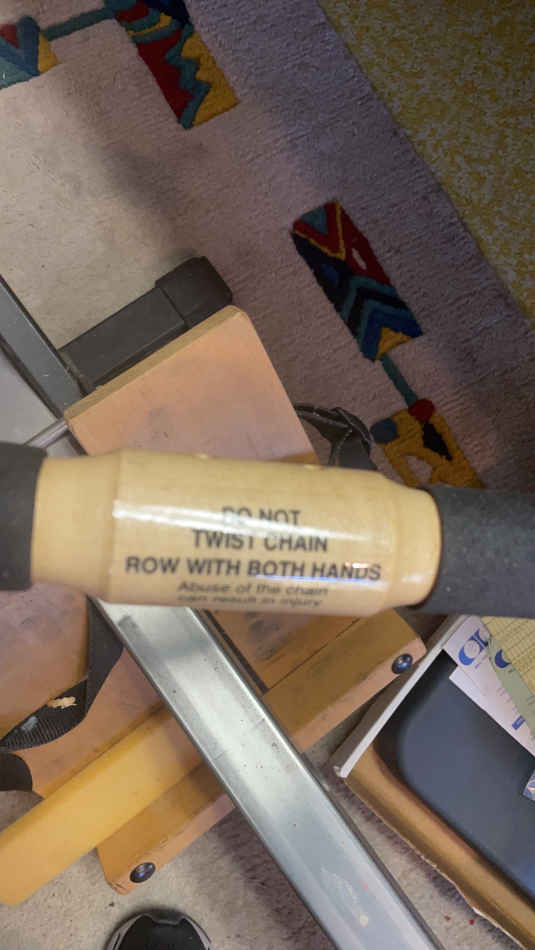 DO NOT
TWIST CHAIN
ROW WITH BOTH HANDS
Abuse of the chain
can result in injury